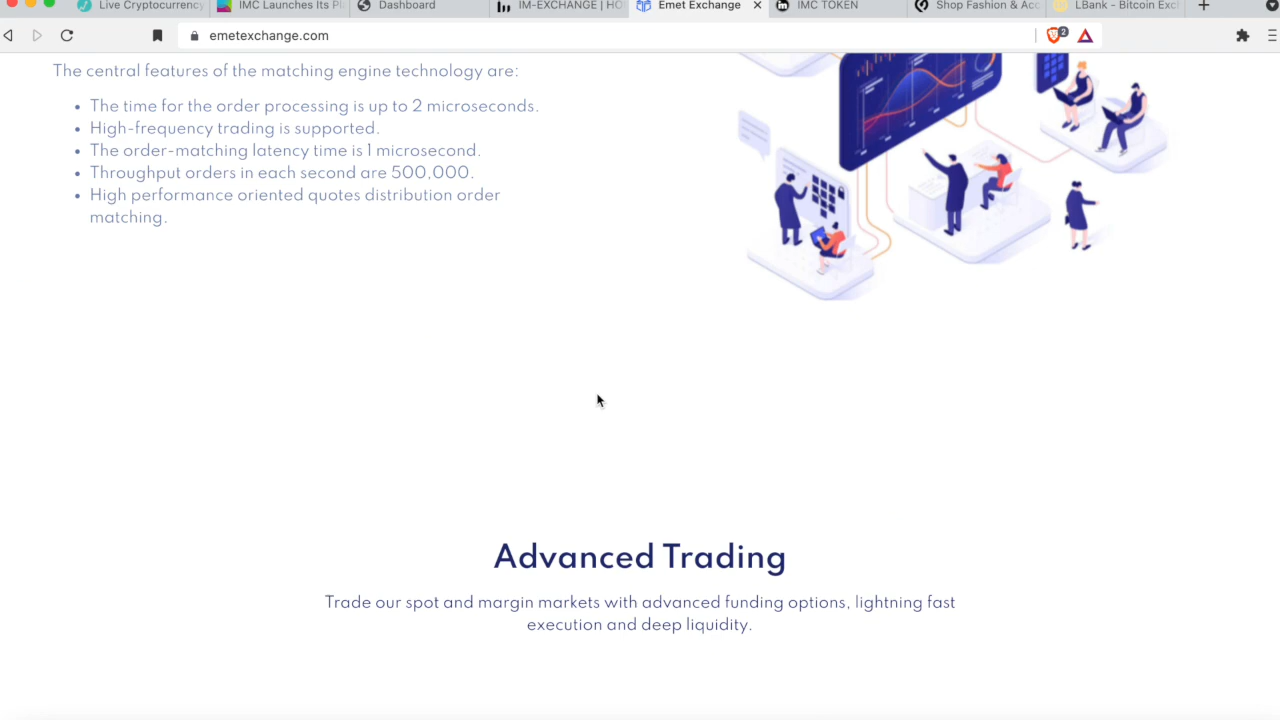 Live Cryptocurrency
IMC Launches Its Pl
Dashboard
IM-EXCHANGE | HO
Emet Exchange
IMC TOKEN
Shop Fashion & Acc
LBank - Bitcoin Exc
emetexchange.com
2
The central features of the matching engine technology are:
• The time for the order processing is up to 2 microseconds.
• High-frequency trading is supported.
• The order-matching latency time is 1 microsecond.
• Throughput orders in each second are 500,000.
• High performance oriented quotes distribution order
matching.
Advanced Trading
Trade our spot and margin markets with advanced funding options, lightning fast
execution and deep liquidity.